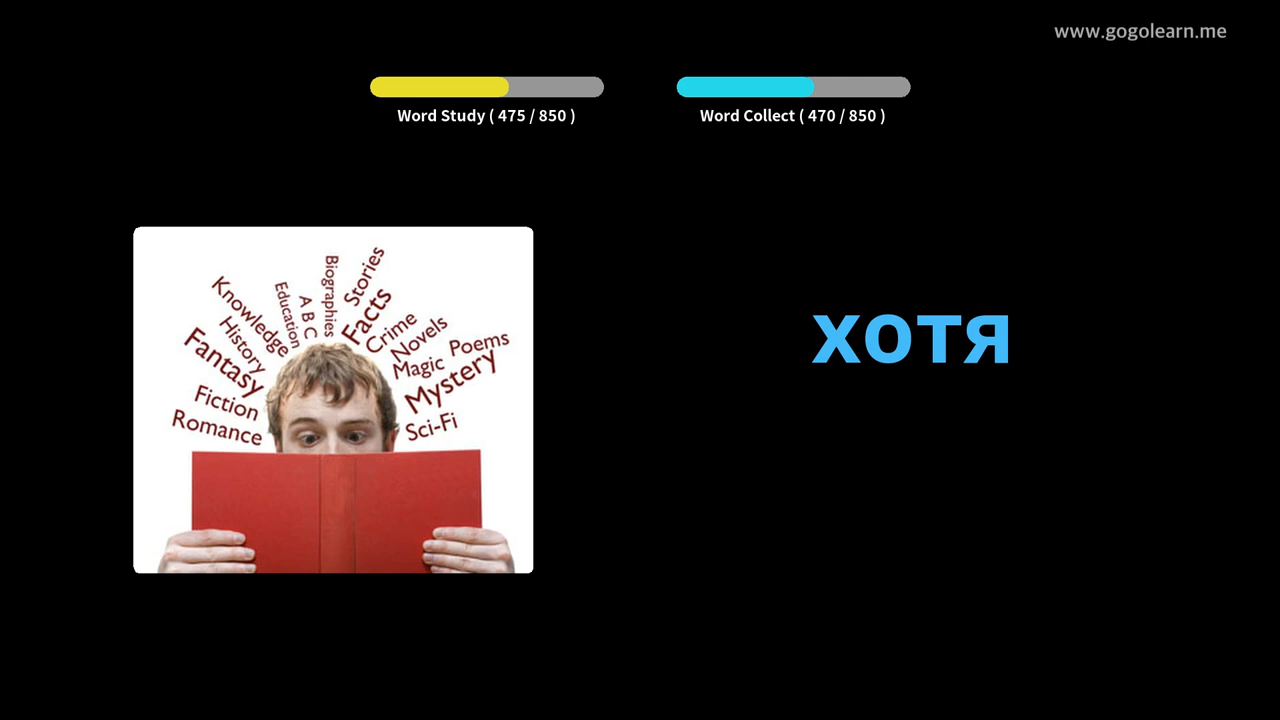 www.gogolearn.me
Word Study ( 475 / 850 )
Word Collect ( 470 / 850 )
Biographies
Stories
Knowledge
Education
A B C
Facts
History
Crime
Novels
Fantasy
Magic
Poems
Mystery
Fiction
Romance
Sci-Fi
хотя